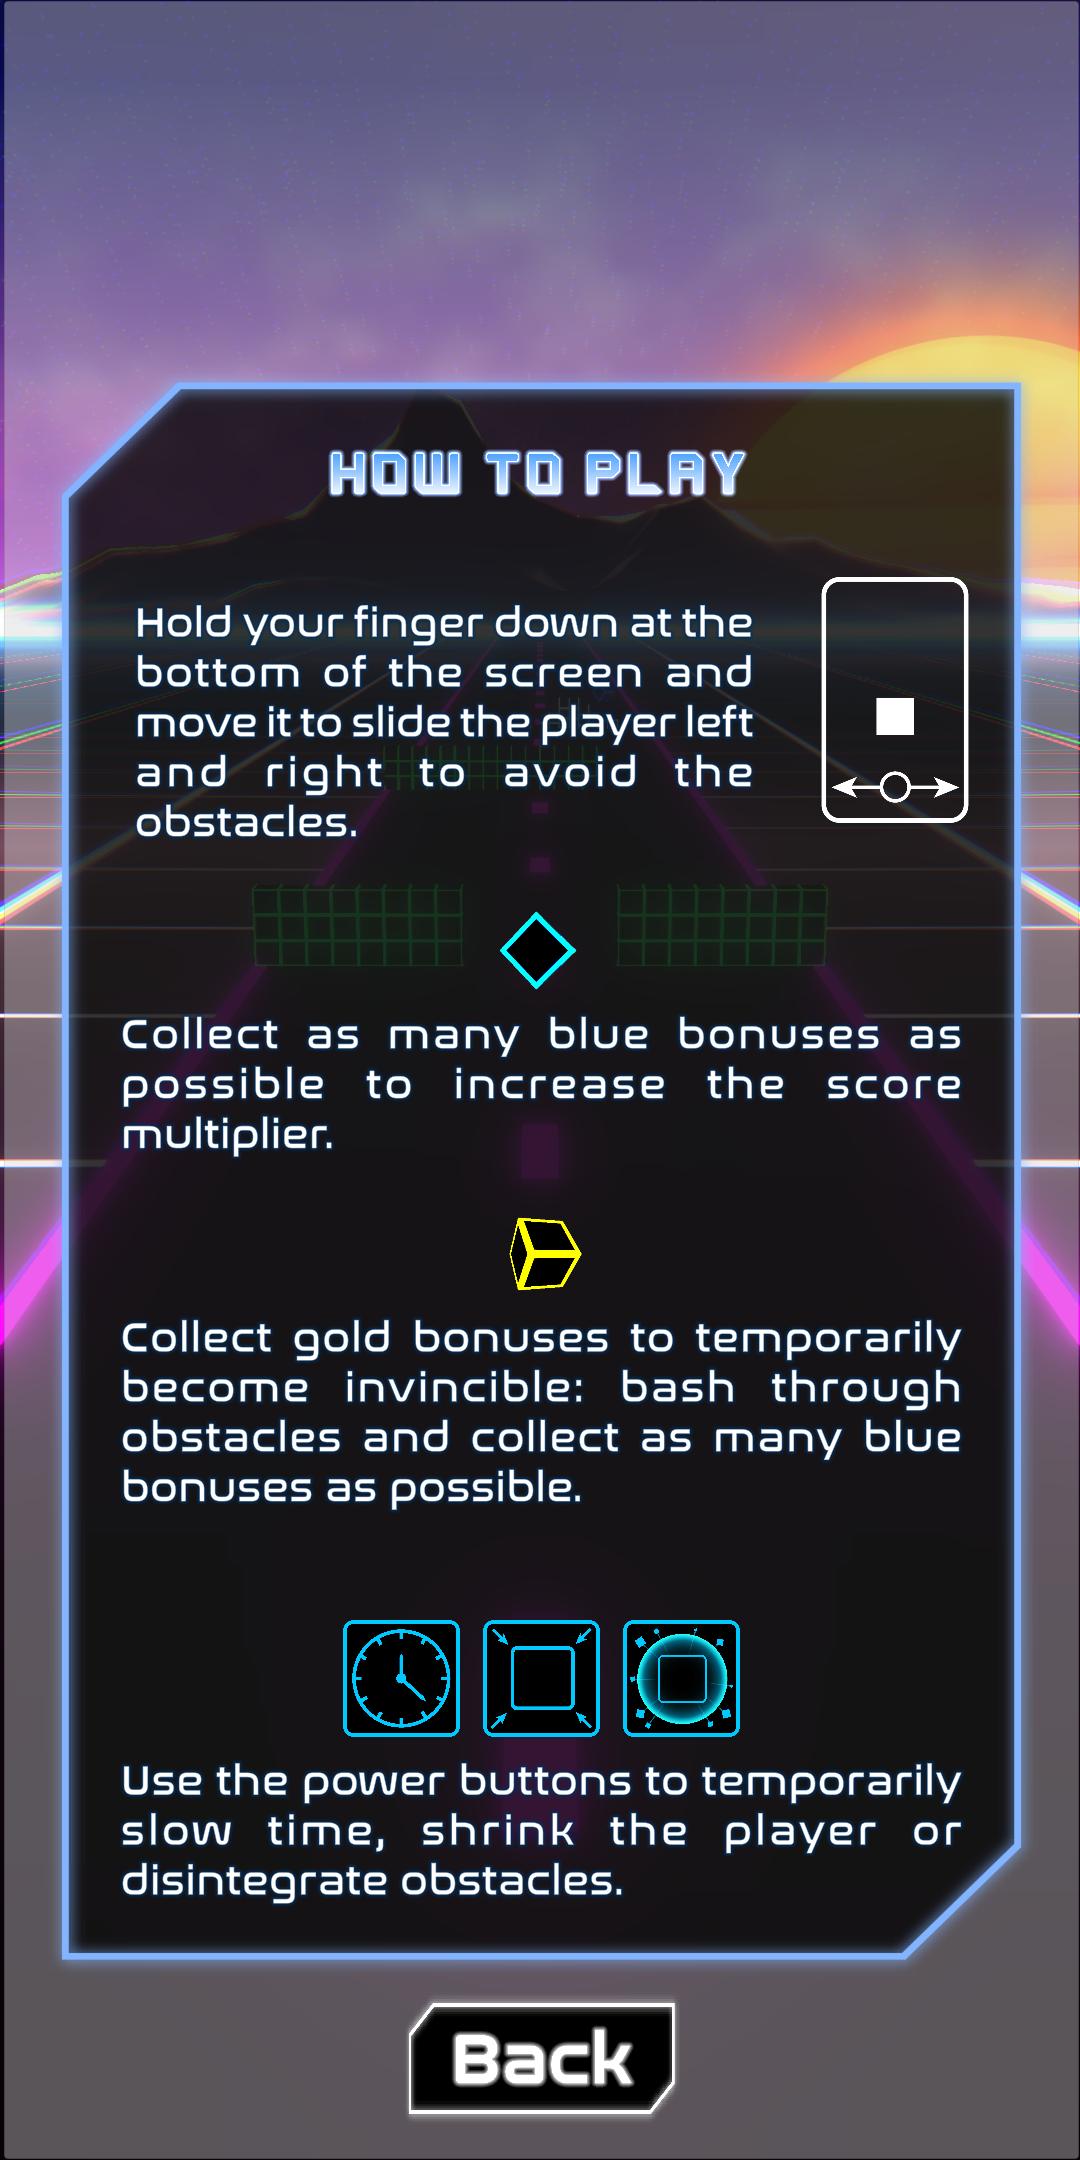 HOW TO PLAY
Hold your finger down at the
bottom of the screen and
move it to slide the player left
and right to avoid the
obstacles.
Collect as many blue bonuses as
possible to increase the score
multiplier.
Collect gold bonuses to temporarily
become invincible: bash through
obstacles and collect as many blue
bonuses as possible.
Use the power buttons to temporarily
slow time, shrink the player or
disintegrate obstacles.
Back